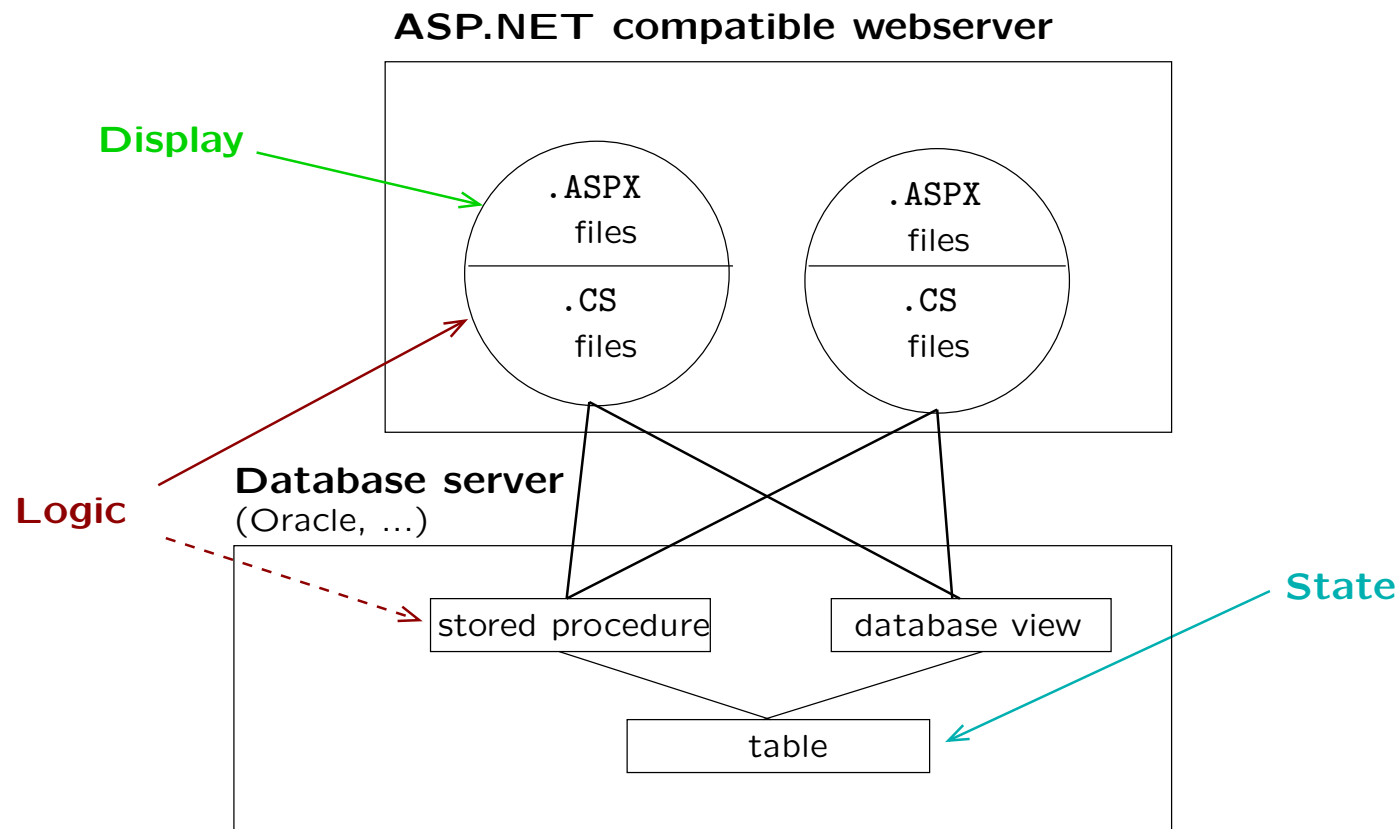 ASP.NET compatible webserver
Display
.ASPX
files
.CS
files
.ASPX
files
.CS
files
Logic
Database server
(Oracle, ...)
State
stored procedure
database view
table